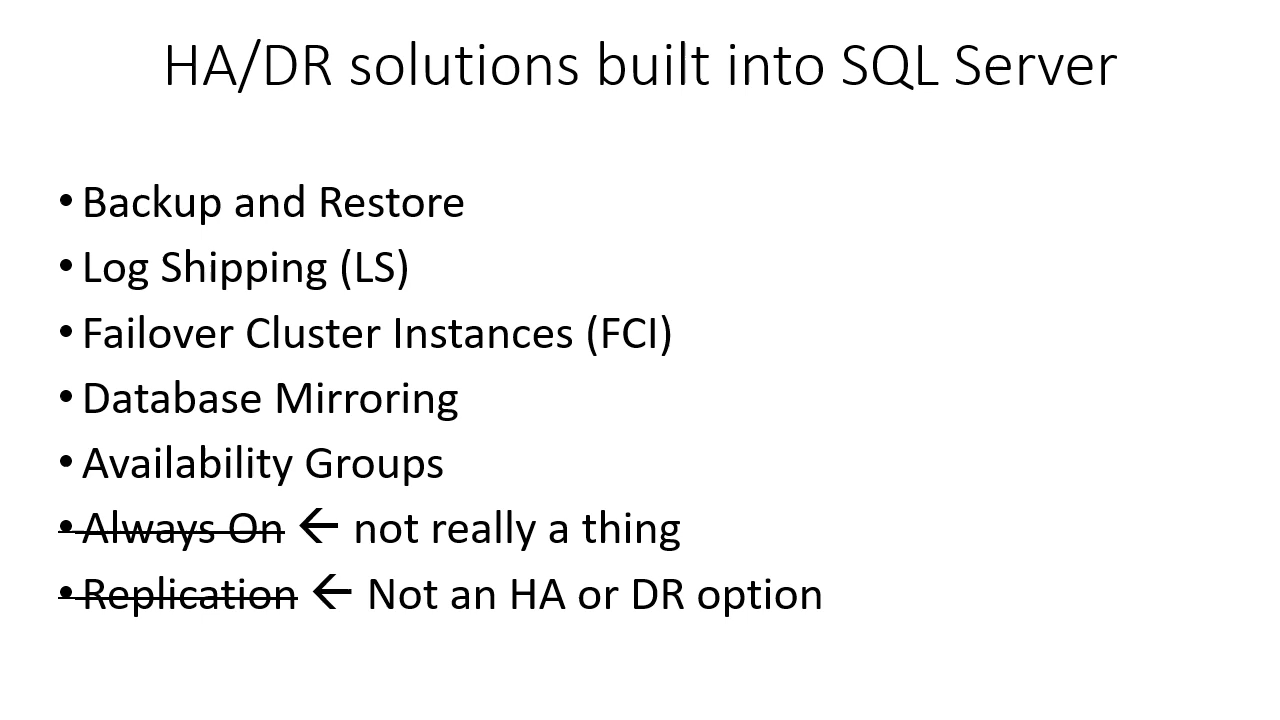 HA/DR solutions built into SQL Server
• Backup and Restore
• Log Shipping (LS)
• Failover Cluster Instances (FCI)
• Database Mirroring
• Availability Groups
• Always On ← not really a thing
• Replication ← Not an HA or DR option